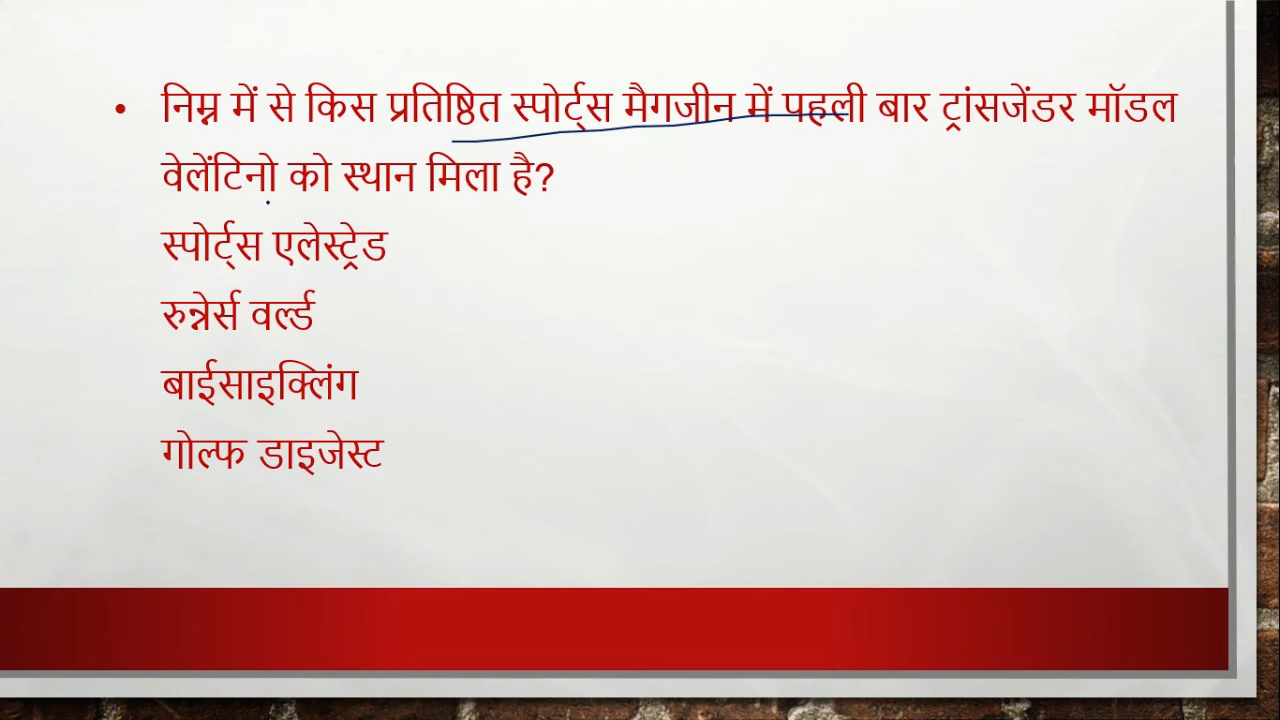 • निम्न में से किस प्रतिष्ठित स्पोर्ट्स मैगजीन में पहली बार ट्रांसजेंडर मॉडल
वेलेंटिनो को स्थान मिला है?
स्पोर्ट्स एलेस्ट्रेड
रुन्नेर्स वर्ल्ड
बाईसाइक्लिंग
गोल्फ डाइजेस्ट